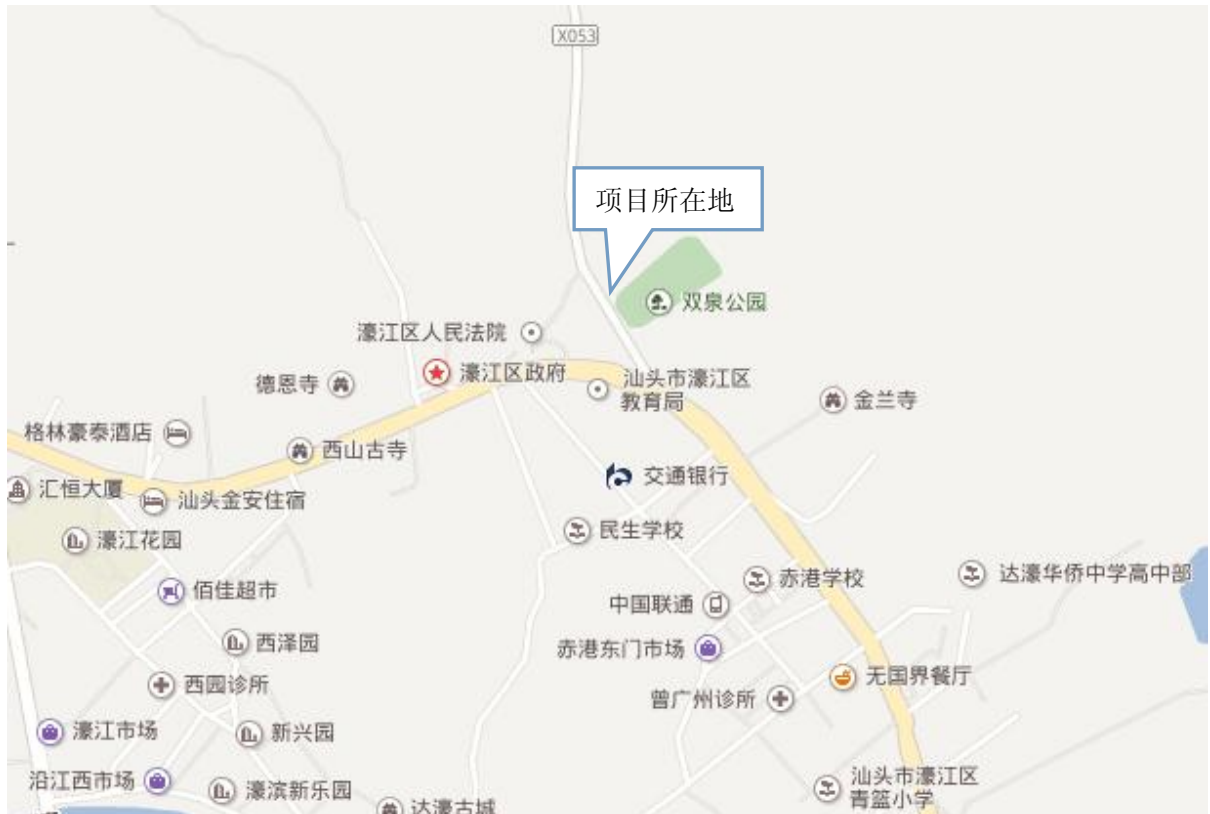 X053
项目所在地
双泉公园
濠江区人民法院
濠江区政府
汕头市濠江区
教育局
德恩寺
金兰寺
格林豪泰酒店
西山古寺
交通银行
汇恒大厦
汕头金安住宿
民生学校
濠江花园
赤港学校
达濠华侨中学高中部
佰佳超市
中国联通
西泽园
赤港东门市场
无国界餐厅
西园诊所
曾广州诊所
濠江市场
新兴园
沿江西市场
濠滨新乐园
汕头市濠江区
青篮小学
达濠古城